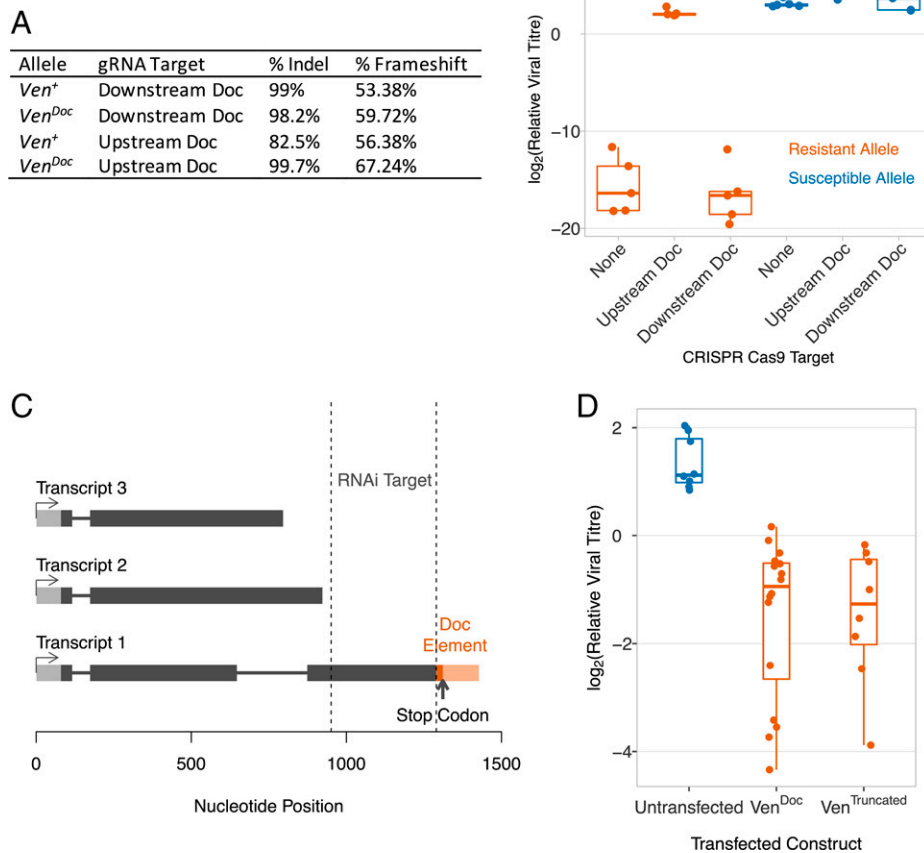 A
Allele gRNA Target % Indel % Frameshift
Ven+ Downstream Doc 99% 53.38%
VenDoc Downstream Doc 98.2% 59.72%
Ven+ Upstream Doc 82.5% 56.38%
VenDoc Upstream Doc 99.7% 67.24%
log2(Relative Viral Titre)
0
−10
−20
Resistant Allele
Susceptible Allele
None
Upstream Doc
Downstream Doc
None
Upstream Doc
Downstream Doc
CRISPR Cas9 Target
C
RNAi Target
Transcript 3
Transcript 2
Transcript 1
Doc
Element
Stop Codon
0 500 1000 1500
Nucleotide Position
D
log2(Relative Viral Titre)
2
0
−2
−4
Untransfected VenDoc VenTruncated
Transfected Construct